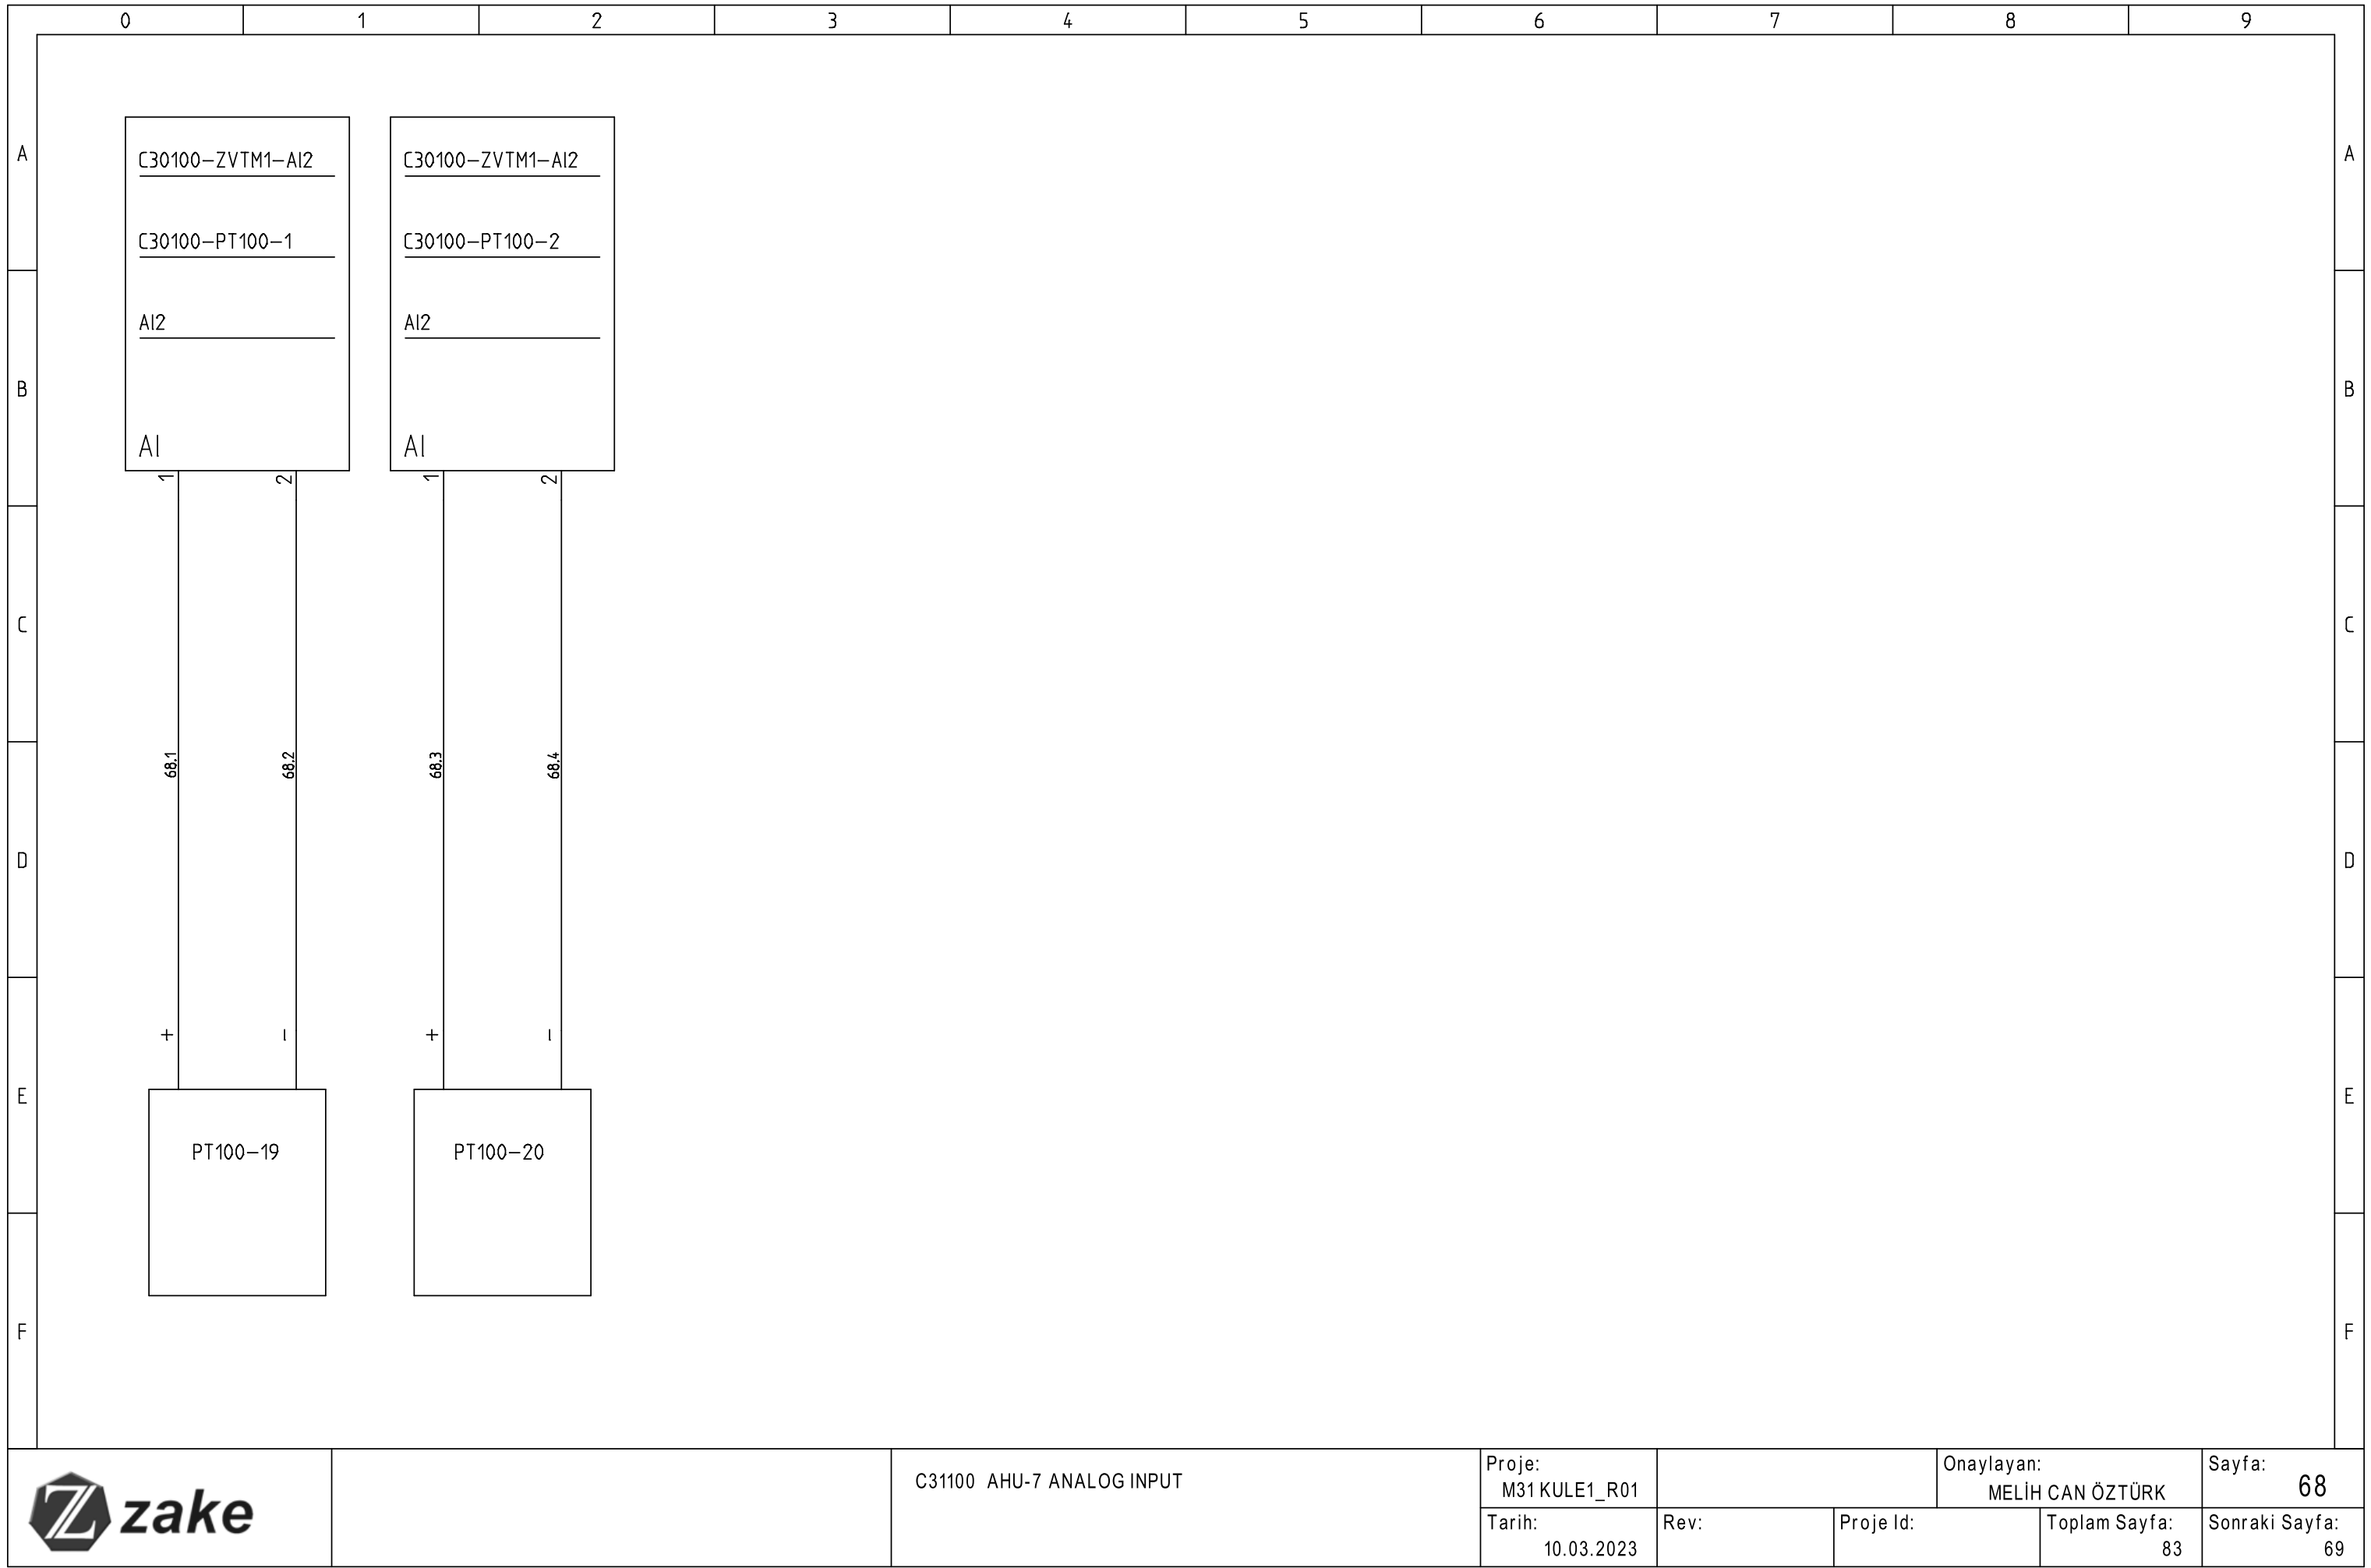 0 1 2 3 4 5 6 7 8 9
A A
C30100-ZVTM1-AI2 C30100-ZVTM1-AI2
C30100-PT100-1 C30100-PT100-2
AI2 AI2
B B
AI AI
1 2 1 2
C C
68.1 68.2 68.3 68.4
D D
+ - + -
E E
PT100-19 PT100-20
F F
zake
C31100 AHU-7 ANALOG INPUT
Proje:
M31 KULE1_R01
Onaylayan:
MELİH CAN ÖZTÜRK
Sayfa:
68
Tarih:
10.03.2023
Rev:
Proje Id:
Toplam Sayfa:
83
Sonraki Sayfa:
69